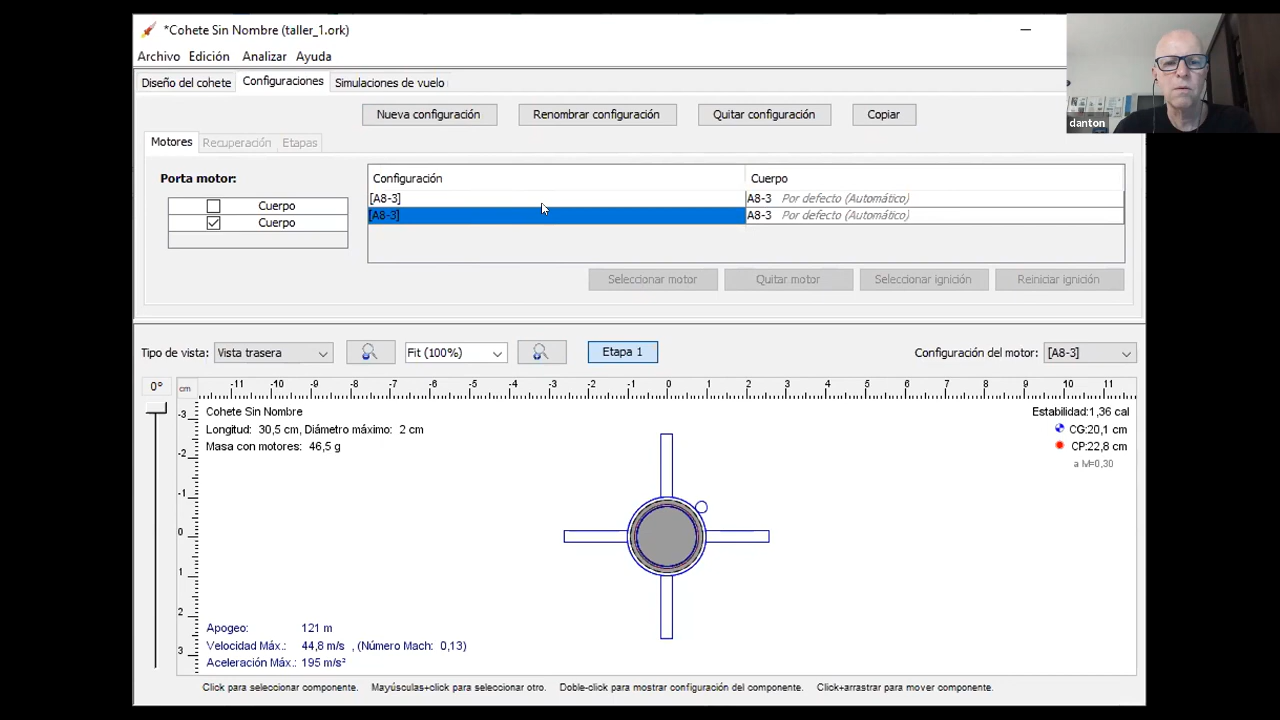 *Cohete Sin Nombre (taller_1.ork)
Archivo Edición Analizar Ayuda
Diseño del cohete Configuraciones Simulaciones de vuelo
danton
Nueva configuración Renombrar configuración Quitar configuración Copiar
Motores Recuperación Etapas
Porta motor:
Configuración Cuerpo
Cuerpo [A8-3] A8-3 Por defecto (Automático)
Cuerpo [A8-3] A8-3 Por defecto (Automático)
Seleccionar motor Quitar motor Seleccionar ignición Reiniciar ignición
Tipo de vista: Vista trasera Fit (100%) Etapa 1 Configuración del motor: [A8-3]
0° cm -11 -10 -9 -8 -7 -6 -5 -4 -3 -2 -1 0 1 2 3 4 5 6 7 8 9 10 11
-3
-2
-1
0
1
2
3
Cohete Sin Nombre
Longitud: 30,5 cm, Diámetro máximo: 2 cm
Masa con motores: 46,5 g
Estabilidad:1,36 cal
CG:20,1 cm
CP:22,8 cm
a M=0,30
Apogeo: 121 m
Velocidad Máx.: 44,8 m/s , (Número Mach: 0,13)
Aceleración Máx.: 195 m/s²
Click para seleccionar componente. Mayúsculas+click para seleccionar otro. Doble-click para mostrar configuración del componente. Click+arrastrar para mover componente.